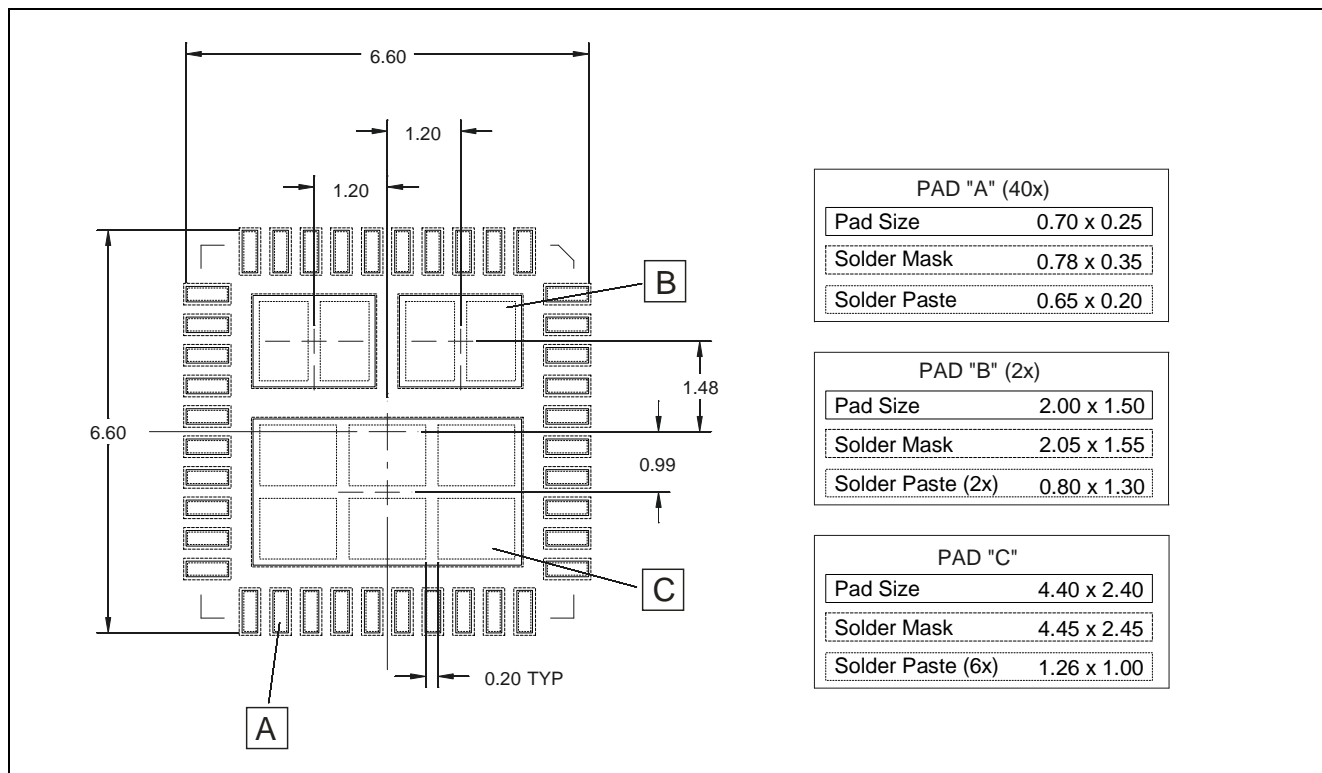 6.60
1.20
1.20
B
1.48
6.60
0.99
C
0.20 TYP
A
PAD "A" (40x)
Pad Size 0.70 x 0.25
Solder Mask 0.78 x 0.35
Solder Paste 0.65 x 0.20
PAD "B" (2x)
Pad Size 2.00 x 1.50
Solder Mask 2.05 x 1.55
Solder Paste (2x) 0.80 x 1.30
PAD "C"
Pad Size 4.40 x 2.40
Solder Mask 4.45 x 2.45
Solder Paste (6x) 1.26 x 1.00